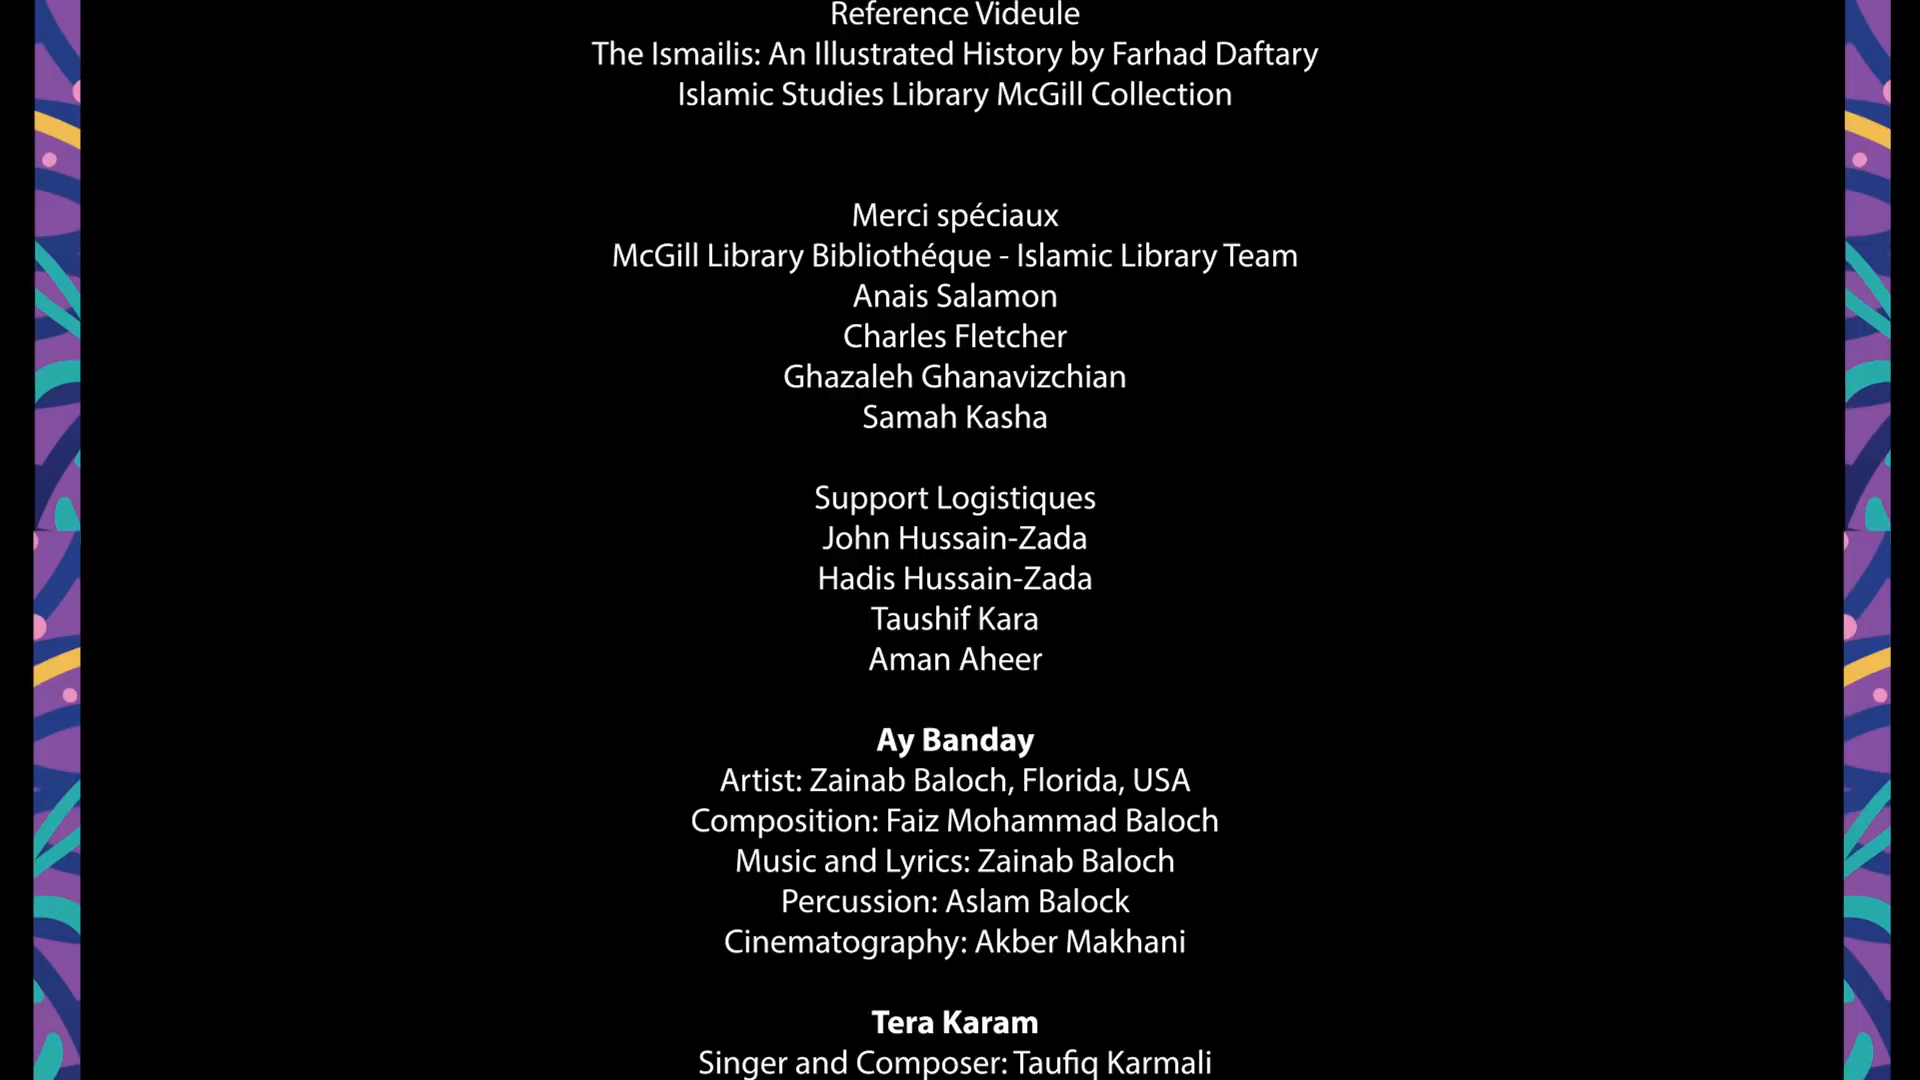 Reference Videule
The Ismailis: An Illustrated History by Farhad Daftary
Islamic Studies Library McGill Collection
Merci spéciaux
McGill Library Bibliothéque - Islamic Library Team
Anais Salamon
Charles Fletcher
Ghazaleh Ghanavizchian
Samah Kasha
Support Logistiques
John Hussain-Zada
Hadis Hussain-Zada
Taushif Kara
Aman Aheer
Ay Banday
Artist: Zainab Baloch, Florida, USA
Composition: Faiz Mohammad Baloch
Music and Lyrics: Zainab Baloch
Percussion: Aslam Balock
Cinematography: Akber Makhani
Tera Karam
Singer and Composer: Taufiq Karmali